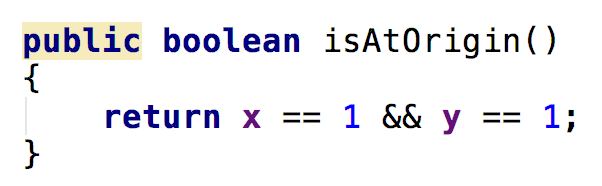 public boolean isAtOrigin()
{
    return x == 1 && y == 1;
}